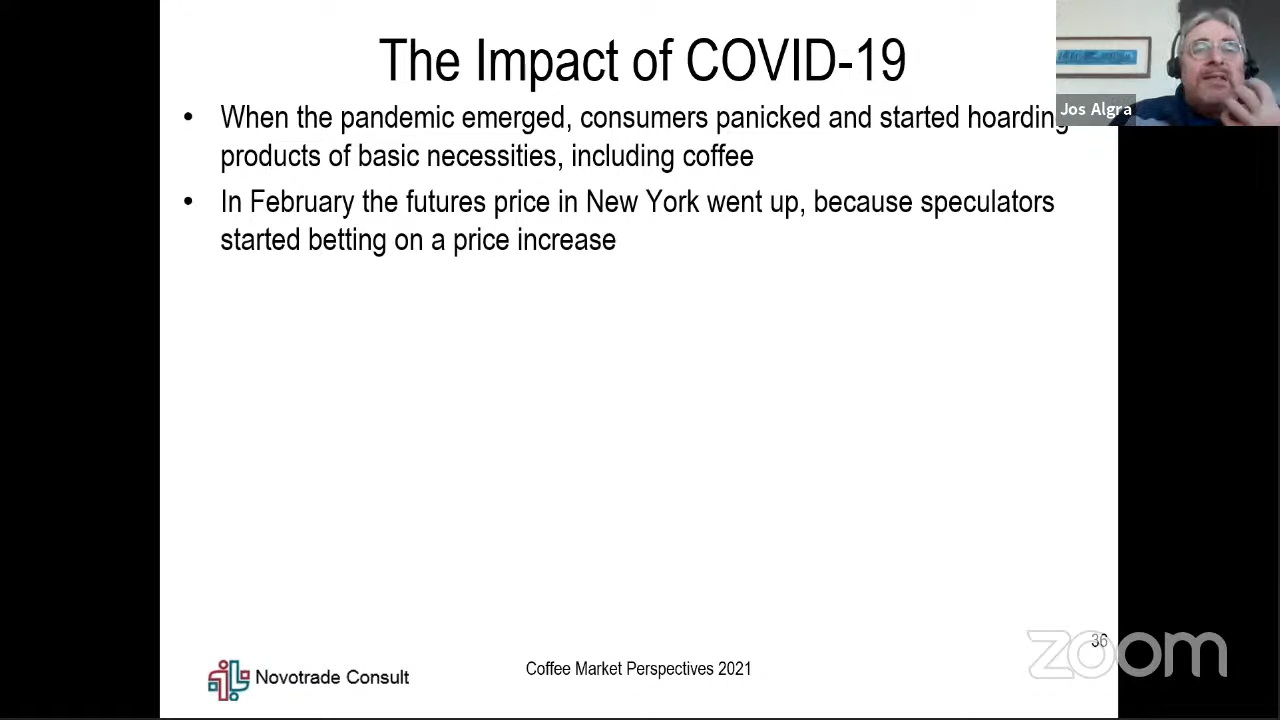 The Impact of COVID-19
• When the pandemic emerged, consumers panicked and started hoarding
products of basic necessities, including coffee
• In February the futures price in New York went up, because speculators
started betting on a price increase
Jos Algra
Novotrade Consult
Coffee Market Perspectives 2021
36
zoom